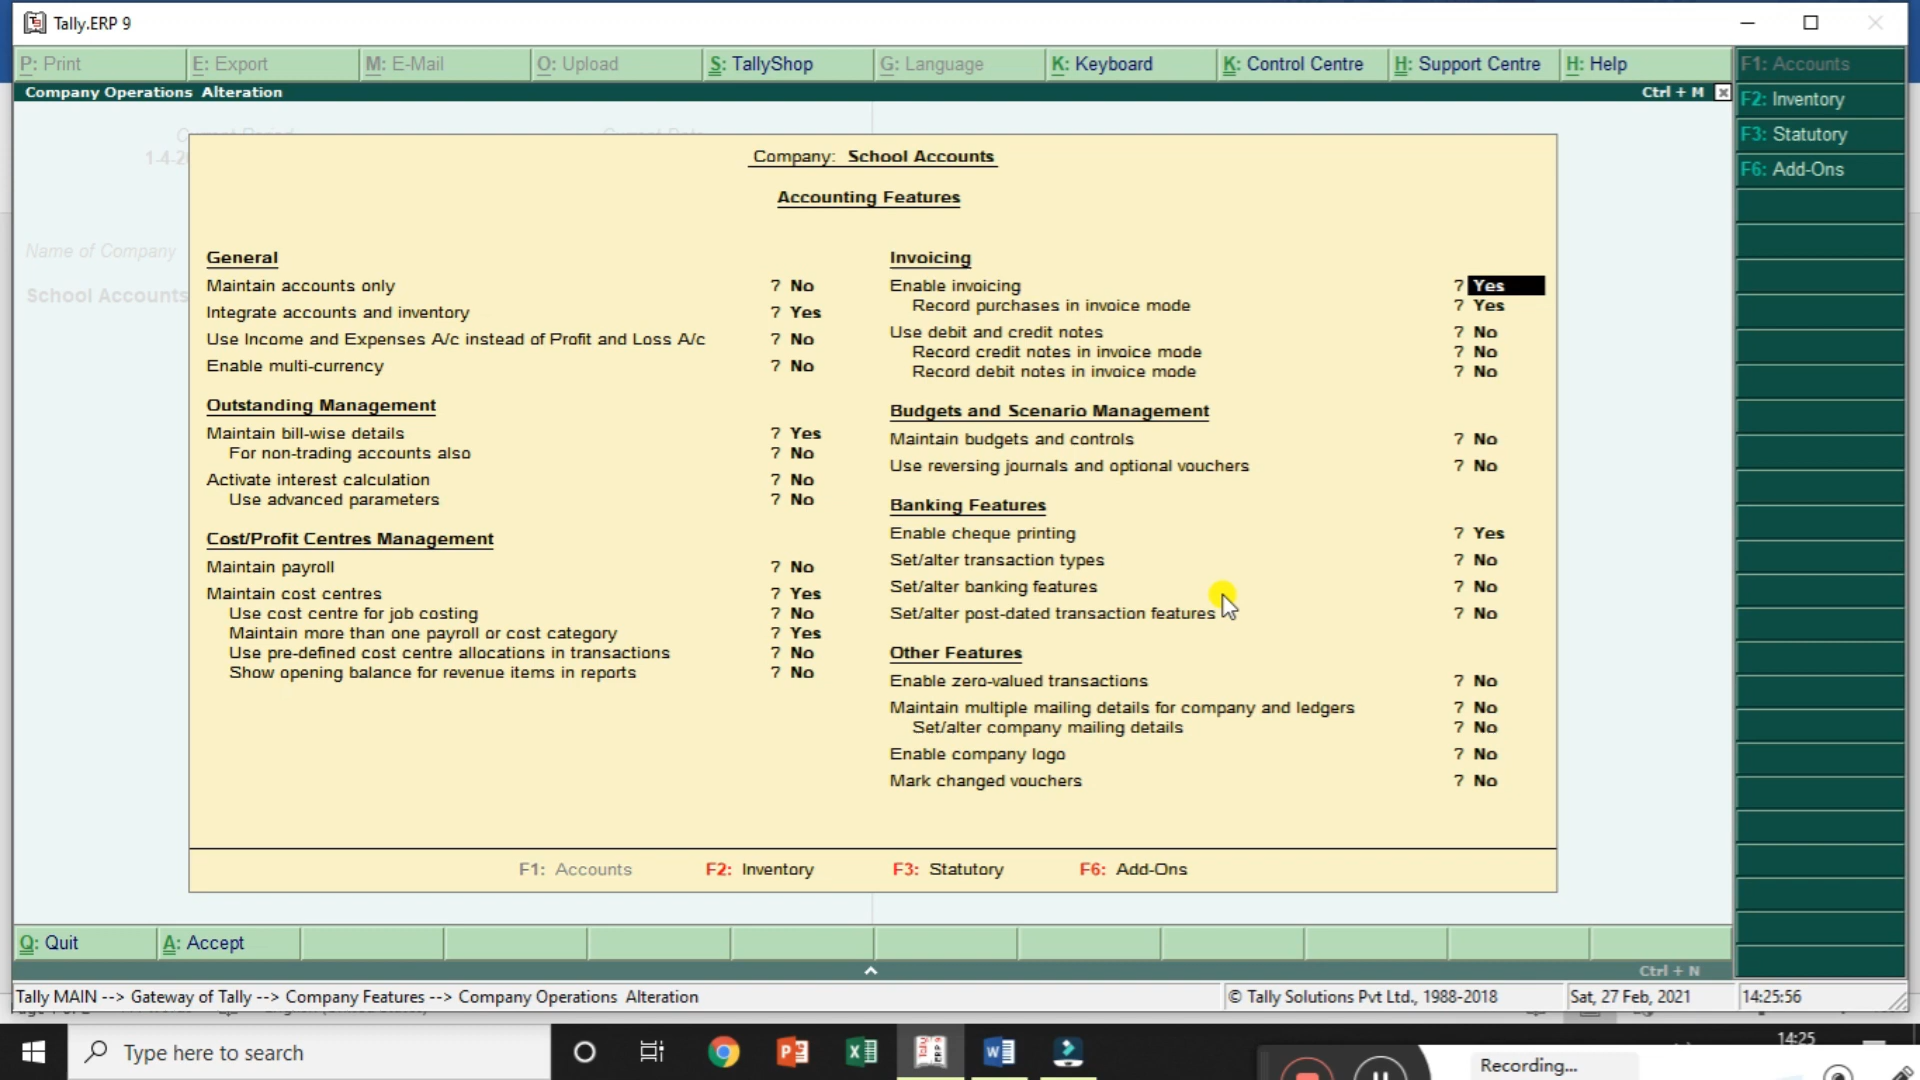 Tally.ERP 9
P: Print E: Export M: E-Mail O: Upload S: TallyShop G: Language K: Keyboard K: Control Centre H: Support Centre H: Help
Company Operations Alteration Ctrl + M
F1: Accounts
F2: Inventory
F3: Statutory
F6: Add-Ons
Current Period Current Date
1-4-2
Name of Company
School Accounts
Company: School Accounts
Accounting Features
General
Maintain accounts only ? No
Integrate accounts and inventory ? Yes
Use Income and Expenses A/c instead of Profit and Loss A/c ? No
Enable multi-currency ? No
Outstanding Management
Maintain bill-wise details ? Yes
For non-trading accounts also ? No
Activate interest calculation ? No
Use advanced parameters ? No
Cost/Profit Centres Management
Maintain payroll ? No
Maintain cost centres ? Yes
Use cost centre for job costing ? No
Maintain more than one payroll or cost category ? Yes
Use pre-defined cost centre allocations in transactions ? No
Show opening balance for revenue items in reports ? No
Invoicing
Enable invoicing ? Yes
Record purchases in invoice mode ? Yes
Use debit and credit notes ? No
Record credit notes in invoice mode ? No
Record debit notes in invoice mode ? No
Budgets and Scenario Management
Maintain budgets and controls ? No
Use reversing journals and optional vouchers ? No
Banking Features
Enable cheque printing ? Yes
Set/alter transaction types ? No
Set/alter banking features ? No
Set/alter post-dated transaction features ? No
Other Features
Enable zero-valued transactions ? No
Maintain multiple mailing details for company and ledgers ? No
Set/alter company mailing details ? No
Enable company logo ? No
Mark changed vouchers ? No
F1: Accounts F2: Inventory F3: Statutory F6: Add-Ons
Q: Quit A: Accept
Ctrl + N
Tally MAIN --> Gateway of Tally --> Company Features --> Company Operations Alteration © Tally Solutions Pvt Ltd., 1988-2018 Sat, 27 Feb, 2021 14:25:56
Type here to search
14:25
Recording...